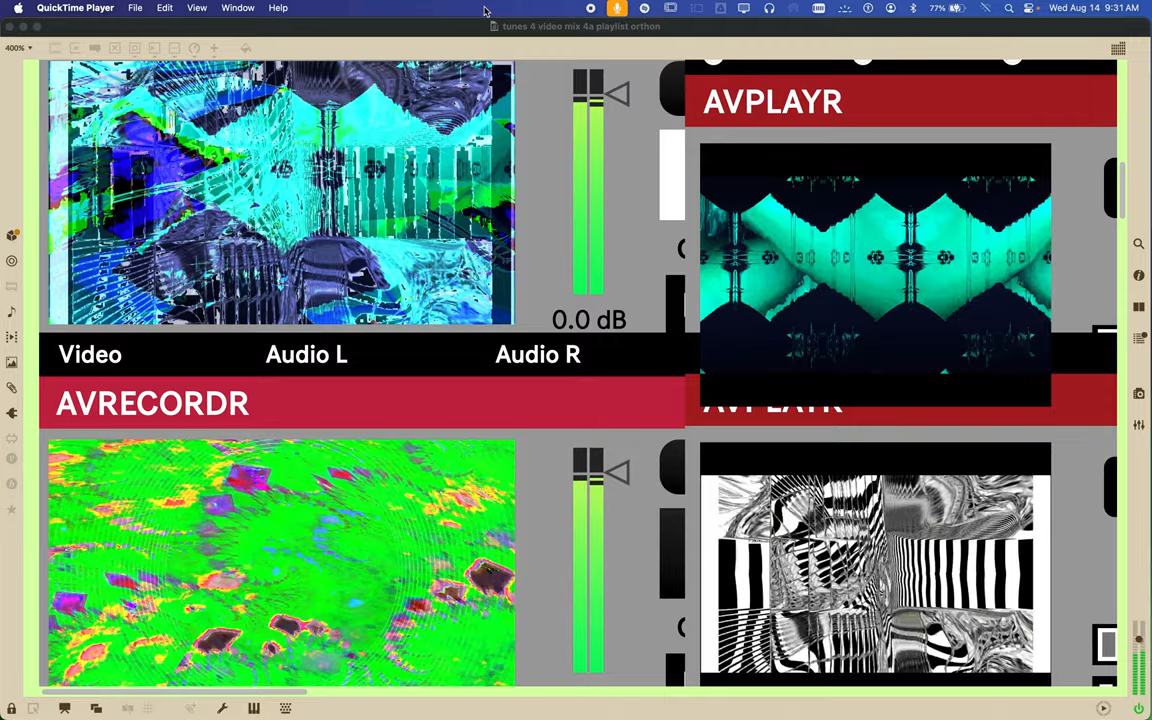 QuickTime Player File Edit View Window Help 77% Wed Aug 14 9:31 AM
tunes 4 video mix 4a playlist orthon
400%
AVPLAYR
0.0 dB
Video Audio L Audio R
AVRECORDR
AVPLAYR